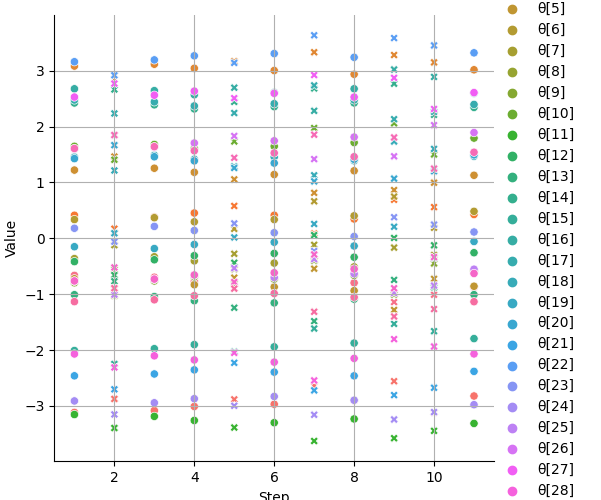 Value
3
2
1
0
−1
−2
−3
2
4
6
8
10
Step
θ[5]
θ[6]
θ[7]
θ[8]
θ[9]
θ[10]
θ[11]
θ[12]
θ[13]
θ[14]
θ[15]
θ[16]
θ[17]
θ[18]
θ[19]
θ[20]
θ[21]
θ[22]
θ[23]
θ[24]
θ[25]
θ[26]
θ[27]
θ[28]